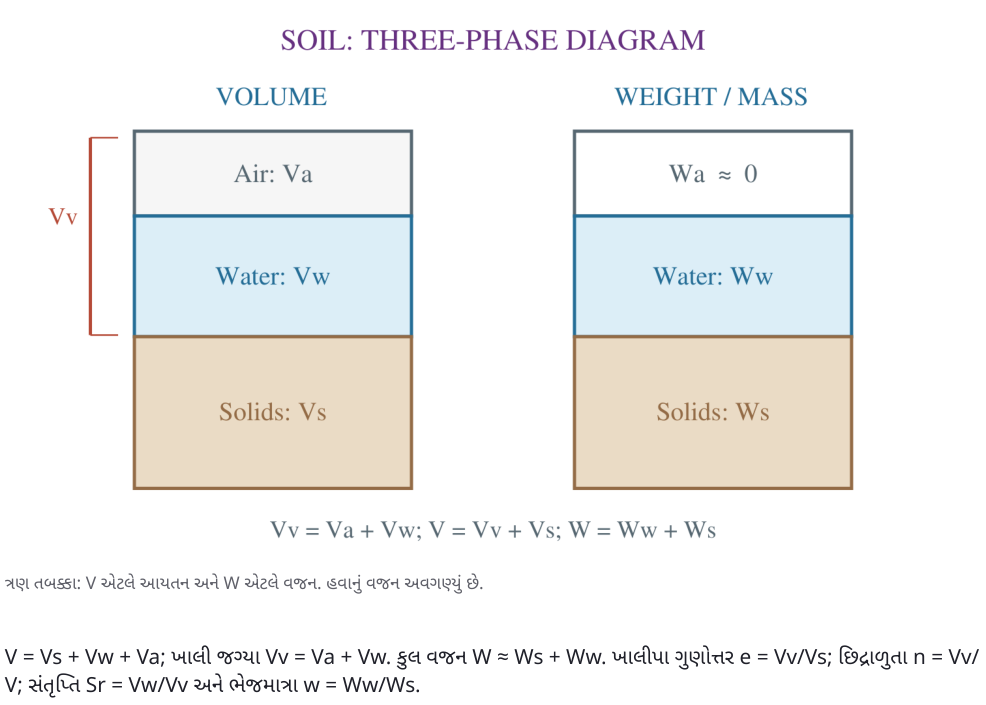 SOIL: THREE-PHASE DIAGRAM
VOLUME
WEIGHT / MASS
Air: Va
Wa ≈ 0
Vv
Water: Vw
Water: Ww
Solids: Vs
Solids: Ws
Vv = Va + Vw; V = Vv + Vs; W = Ww + Ws
ત્રણ તબક્કા: V એટલે આયતન અને W એટલે વજન. હવાનું વજન અવગણ્યું છે.
V = Vs + Vw + Va; ખાલી જગ્યા Vv = Va + Vw. કુલ વજન W ≈ Ws + Ww. ખાલીપા ગુણોત્તર e = Vv/Vs; છિદ્રાળુતા n = Vv/
V; સંતૃપ્તિ Sr = Vw/Vv અને ભેજમાત્રા w = Ww/Ws.